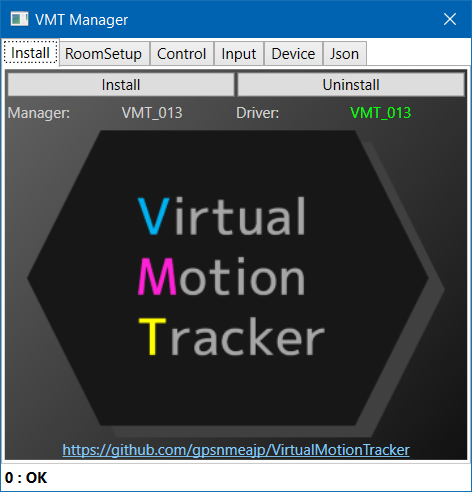 VMT Manager
Install RoomSetup Control Input Device Json
Install Uninstall
Manager: VMT_013 Driver: VMT_013
Virtual
Motion
Tracker
https://github.com/gpsnmeajp/VirtualMotionTracker
0 : OK